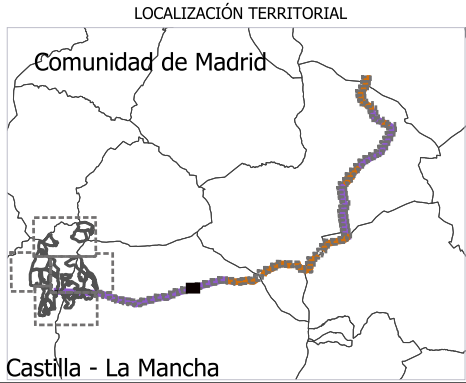 LOCALIZACIÓN TERRITORIAL
Comunidad de Madrid
Castilla - La Mancha